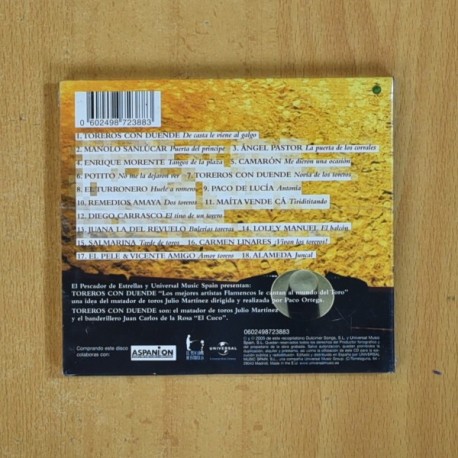 0 602498 723883
1. TOREROS CON DUENDE De casta le viene al galgo
2. MANOLO SANLÚCAR Puerta del príncipe 3. ÁNGEL PASTOR La puerta de los corrales
4. ENRIQUE MORENTE Tangos de la plaza 5. CAMARÓN Me dieron una ocasión
6. POTITO No me la dejaron ver 7. TOREROS CON DUENDE Novia de los toreros
8. EL TURRONERO Huele a romero 9. PACO DE LUCÍA Antonia
10. REMEDIOS AMAYA Dos toreros 11. MAÍTA VENDE CÁ Tirititando
12. DIEGO CARRASCO El tino de un torero
13. JUANA LA DEL REVUELO Bulerías toreras 14. LOLE Y MANUEL El balcón
15. SALMARINA Tarde de toros 16. CARMEN LINARES ¡Vivan los toreros!
17. EL PELE & VICENTE AMIGO Amor torero 18. ALAMEDA Juncal
El Pescador de Estrellas y Universal Music Spain presentan:
TOREROS CON DUENDE "Los mejores artistas Flamencos le cantan al mundo del Toro"
una idea del matador de toros Julio Martínez dirigida y realizada por Paco Ortega.
TOREROS CON DUENDE son: el matador de toros Julio Martínez
y el banderillero Juan Carlos de la Rosa "El Cuco".
0602498723883
Comprando este disco
colaboras con:
ASPANION
UNIVERSAL